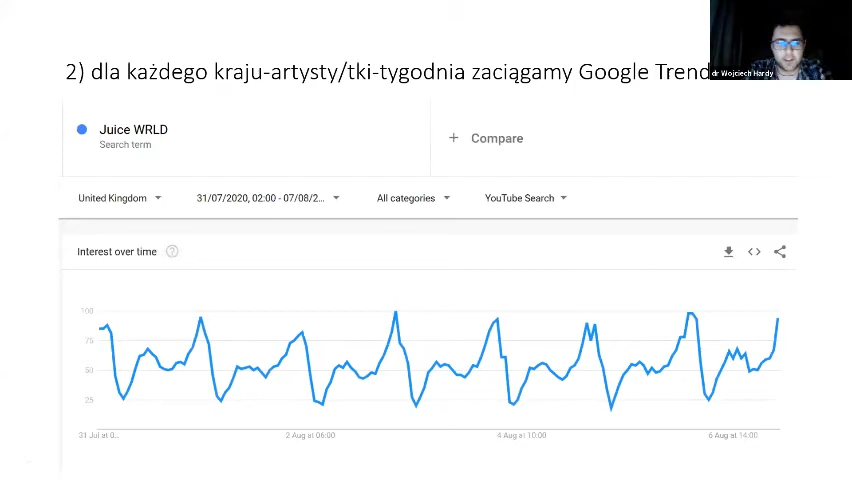 2) dla każdego kraju-artysty/tki-tygodnia zaciągamy Google Trend
dr Wojciech Hardy
Juice WRLD
Search term
+ Compare
United Kingdom
31/07/2020, 02:00 - 07/08/2...
All categories
YouTube Search
Interest over time
100
75
50
25
31 Jul at 0...
2 Aug at 06:00
4 Aug at 10:00
6 Aug at 14:00